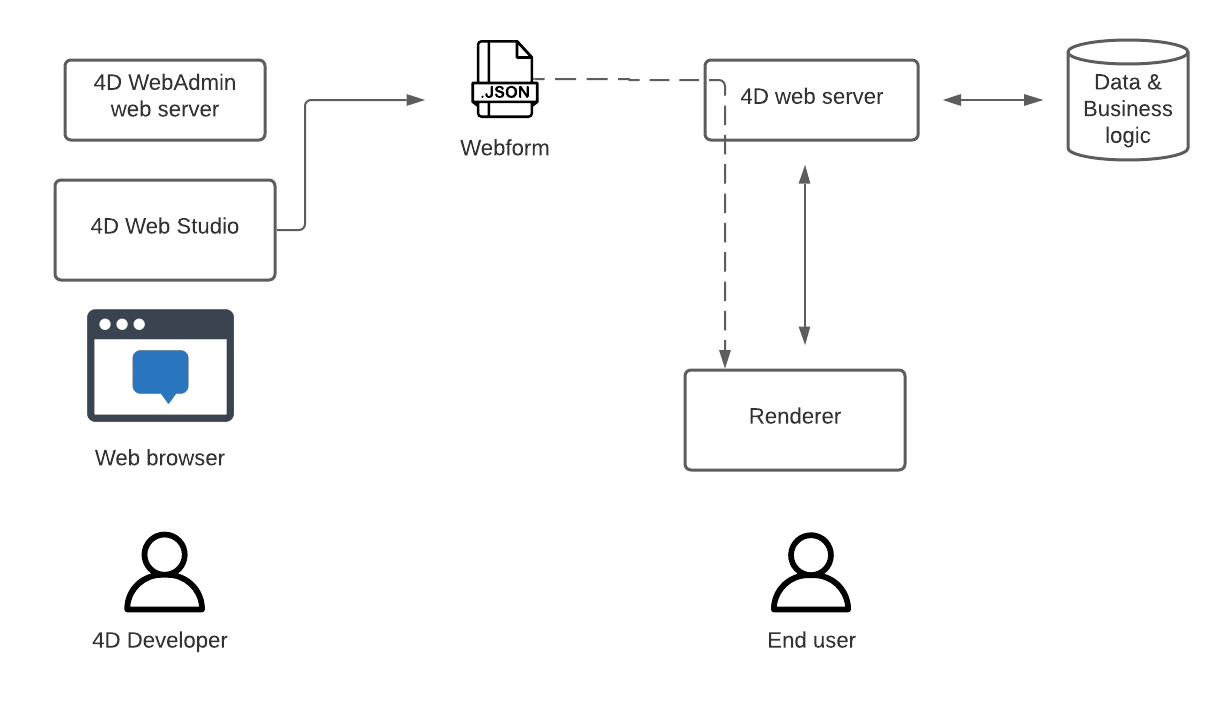 4D WebAdmin
web server
.JSON
Webform
4D web server
Data &
Business
logic
4D Web Studio
Web browser
Renderer
4D Developer
End user